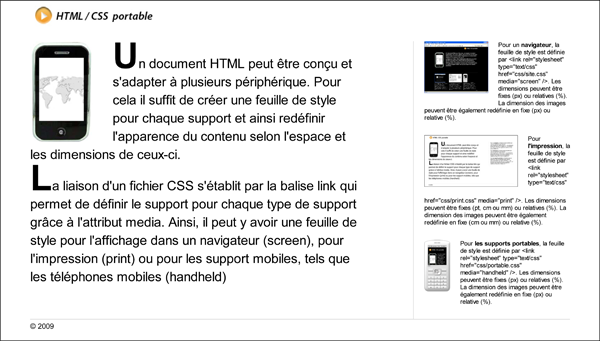 HTML / CSS portable
Un document HTML peut être conçu et
s'adapter à plusieurs périphérique. Pour
cela il suffit de créer une feuille de style
pour chaque support et ainsi redéfinir
l'apparence du contenu selon l'espace et
les dimensions de ceux-ci.
La liaison d'un fichier CSS s'établit par la balise link qui
permet de définir le support pour chaque type de support
grâce à l'attribut media. Ainsi, il peut y avoir une feuille de
style pour l'affichage dans un navigateur (screen), pour
l'impression (print) ou pour les support mobiles, tels que
les téléphones mobiles (handheld)
Pour un navigateur, la
feuille de style est définie
par <link rel="stylesheet"
type="text/css"
href="css/site.css"
media="screen" />. Les
dimensions peuvent être
fixes (px) ou relatives (%).
La dimension des images
peuvent être également redéfinie en fixe (px) ou
relative (%).
Pour
l'impression, la
feuille de style
est définie par
<link
rel="stylesheet"
type="text/css"
href="css/print.css" media="print" />. Les dimensions
peuvent être fixes (pt, cm ou mm) ou relatives (%). La
dimension des images peuvent être également
redéfinie en fixe (cm ou mm) ou relative (%).
Pour les supports portables, la feuille
de style est définie par <link
rel="stylesheet" type="text/css"
href="css/portable.css"
media="handheld" />. Les dimensions
peuvent être fixes (px) ou relatives (%).
La dimension des images peuvent être
également redéfinie en fixe (px) ou
relative (%).
© 2009